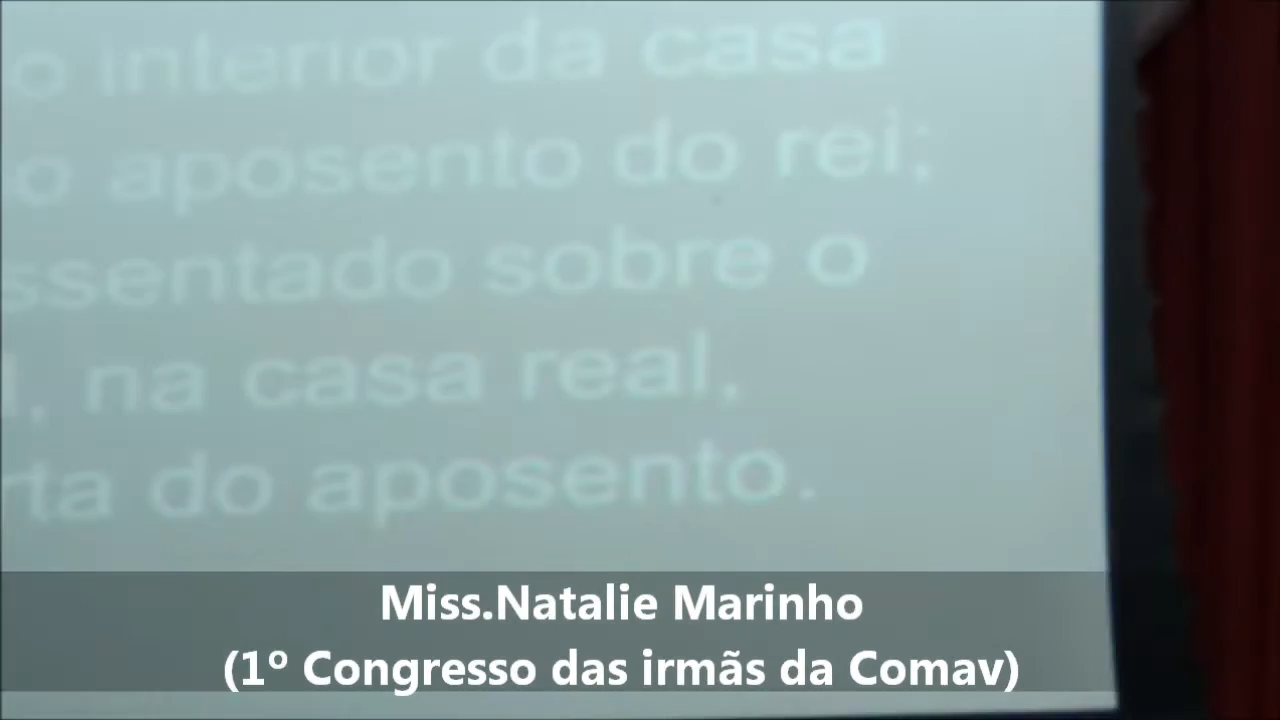 o interior da casa
o aposento do rei;
ssentado sobre o
l, na casa real,
rta do aposento.
Miss.Natalie Marinho
(1º Congresso das irmãs da Comav)